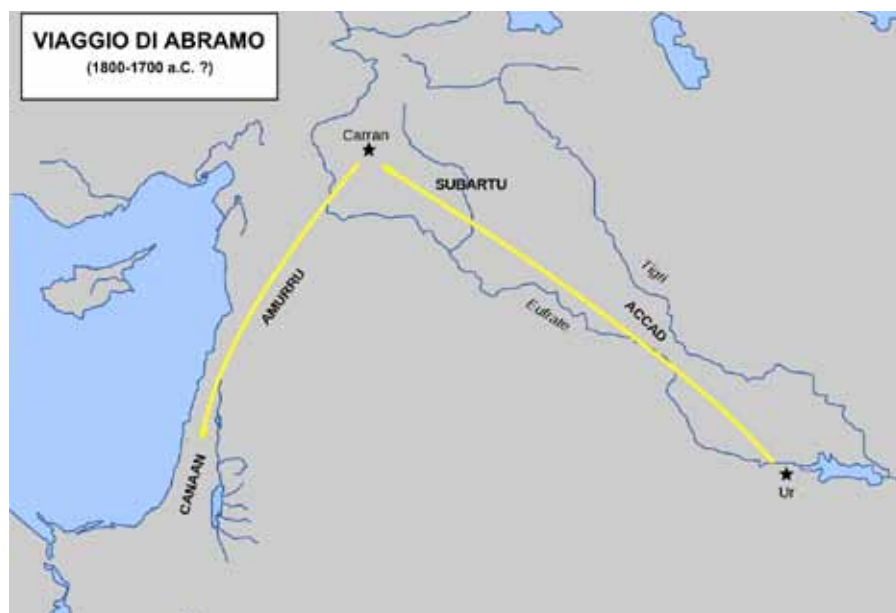 VIAGGIO DI ABRAMO
(1800-1700 a.C. ?)
Carran
SUBARTU
AMURRU
Tigri
Eufrate
ACCAD
CANAAN
Ur